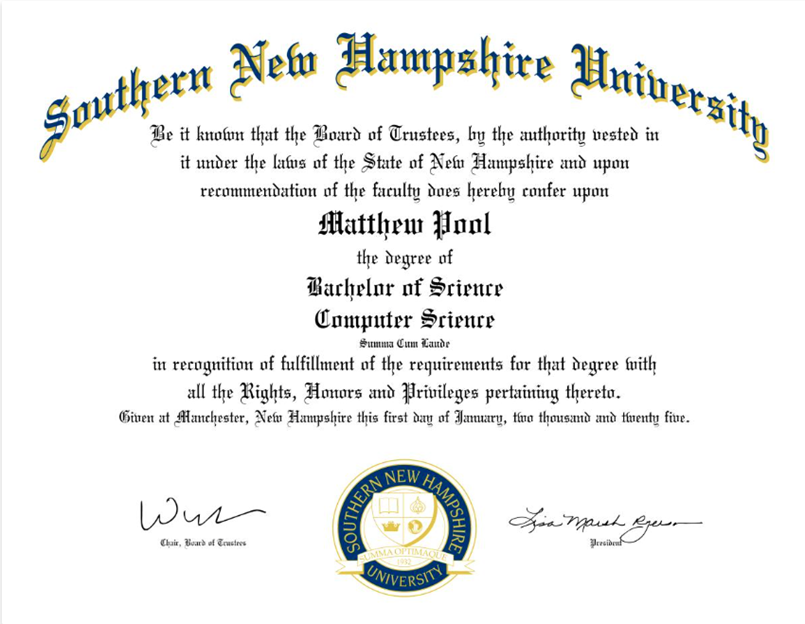 Southern New Hampshire University
Be it known that the Board of Trustees, by the authority vested in
it under the laws of the State of New Hampshire and upon
recommendation of the faculty does hereby confer upon
Matthew Pool
the degree of
Bachelor of Science
Computer Science
Summa Cum Laude
in recognition of fulfillment of the requirements for that degree with
all the Rights, Honors and Privileges pertaining thereto.
Given at Manchester, New Hampshire this first day of January, two thousand and twenty five.
SOUTHERN NEW HAMPSHIRE
SUMMA OPTIMAQUE
1932
UNIVERSITY
Lisa Marsh Ryerson
Chair, Board of Trustees
President